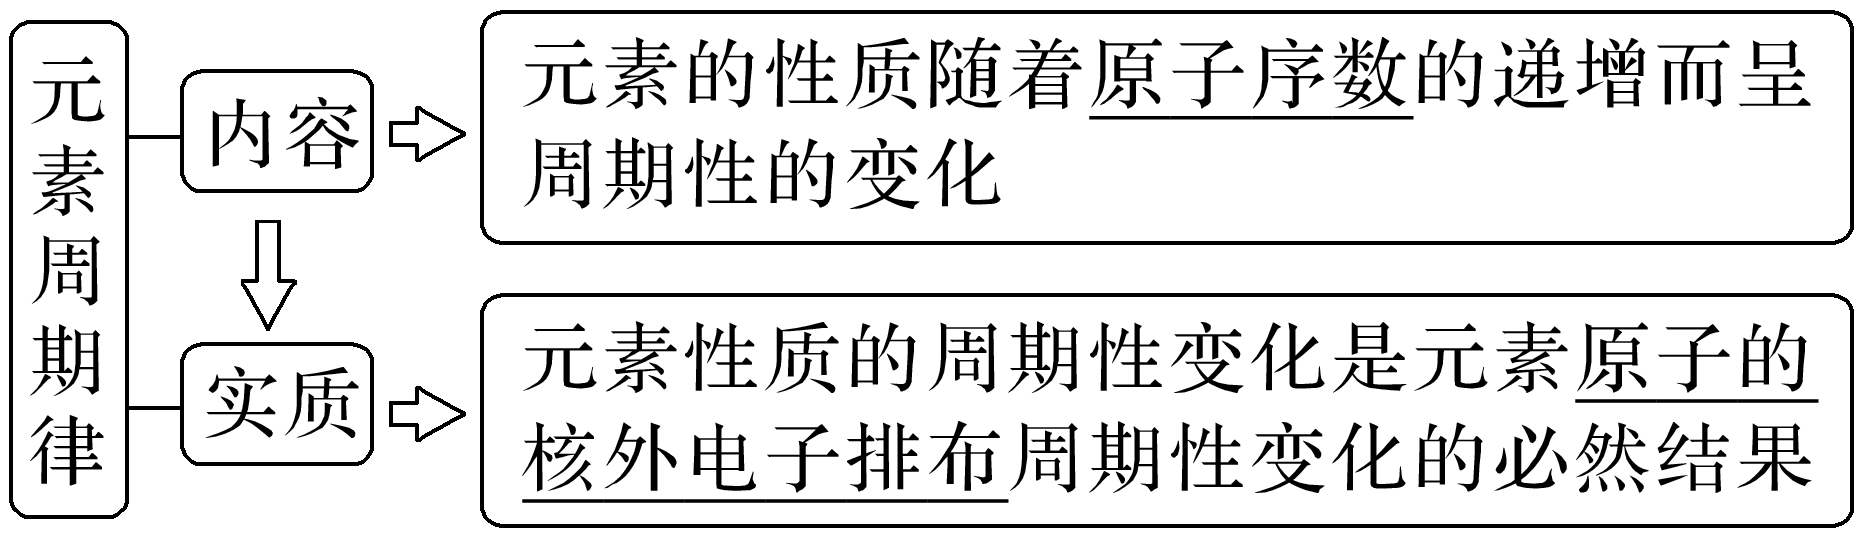 元素周期律
内容
元素的性质随着原子序数的递增而呈
周期性的变化
实质
元素性质的周期性变化是元素原子的
核外电子排布周期性变化的必然结果